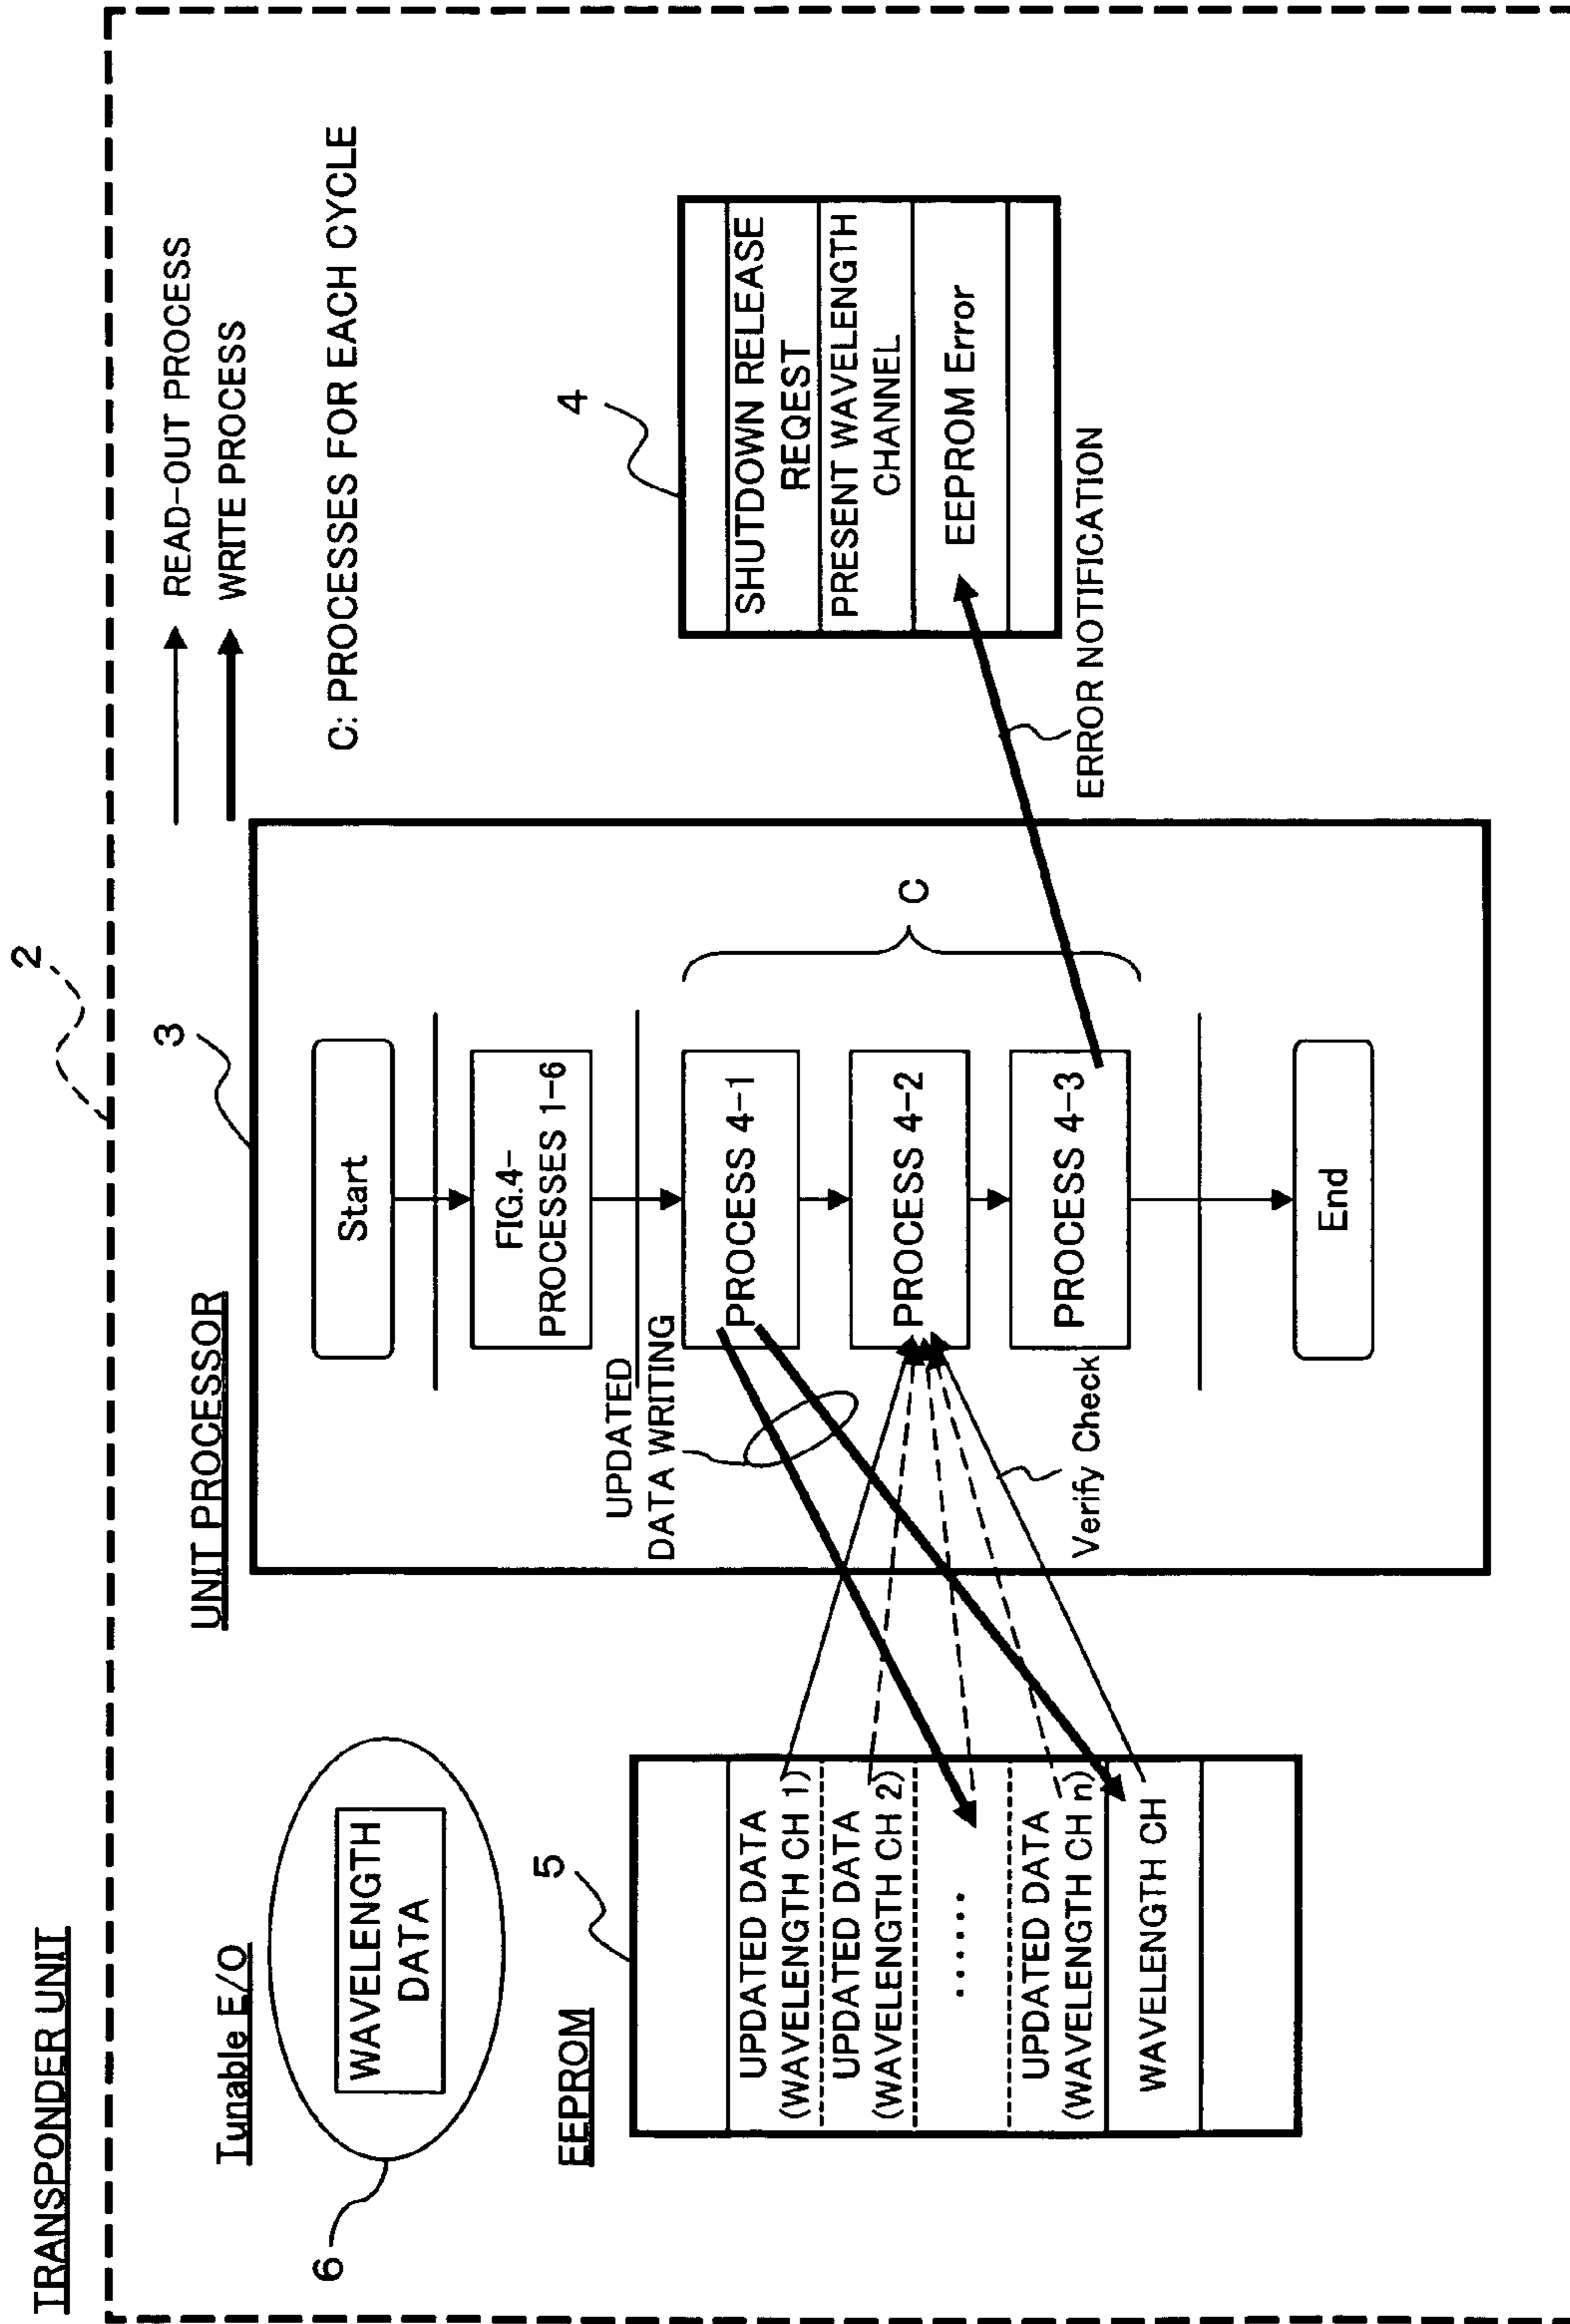 TRANSPONDER UNIT
2
Tunable E/O
WAVELENGTH
DATA
6
EEPROM
5
UPDATED DATA
(WAVELENGTH CH 1)
UPDATED DATA
(WAVELENGTH CH 2)
.......
UPDATED DATA
(WAVELENGTH CH n)
WAVELENGTH CH
UNIT PROCESSOR
3
Start
FIG.4-
PROCESSES 1-6
UPDATED
DATA WRITING
PROCESS 4-1
PROCESS 4-2
PROCESS 4-3
Verify Check
End
C
READ-OUT PROCESS
WRITE PROCESS
C: PROCESSES FOR EACH CYCLE
4
SHUTDOWN RELEASE
REQEST
PRESENT WAVELENGTH
CHANNEL
EEPROM Error
ERROR NOTIFICATION